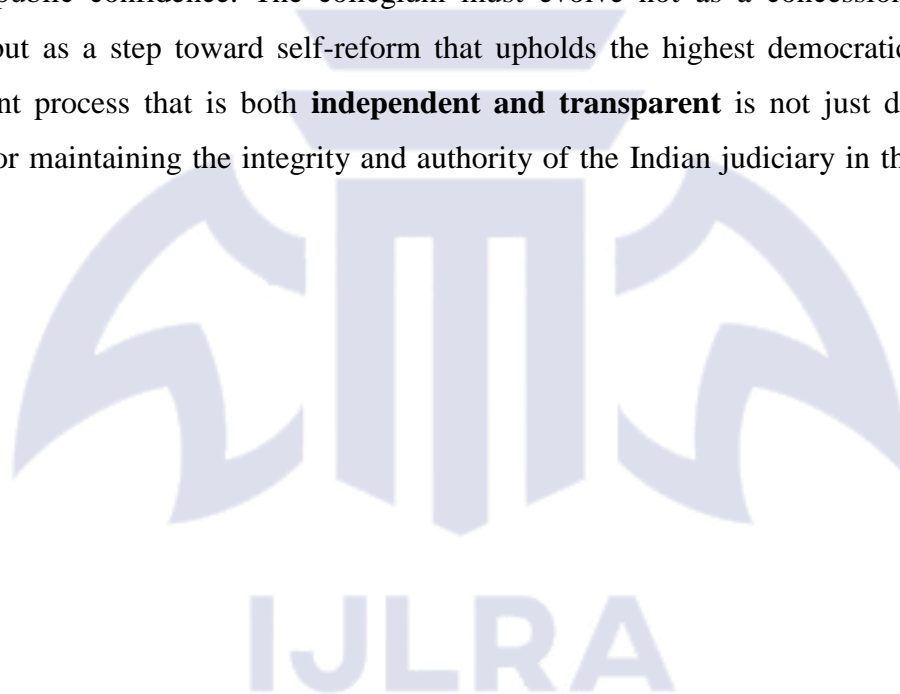 public confidence. The collegium must evolve not as a concession
but as a step toward self-reform that upholds the highest democratic
nt process that is both independent and transparent is not just d
or maintaining the integrity and authority of the Indian judiciary in th
IJLRA